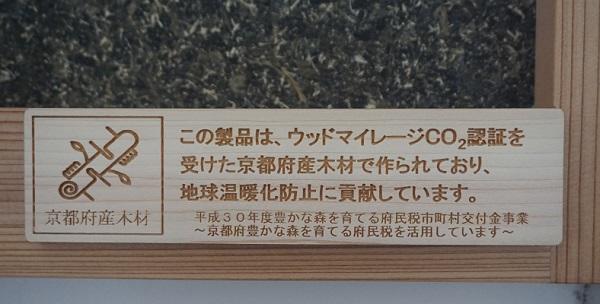 この製品は、ウッドマイレージCO₂認証を
受けた京都府産木材で作られており、
地球温暖化防止に貢献しています。
平成３０年度豊かな森を育てる府民税市町村交付金事業
～京都府豊かな森を育てる府民税を活用しています～
京都府産木材